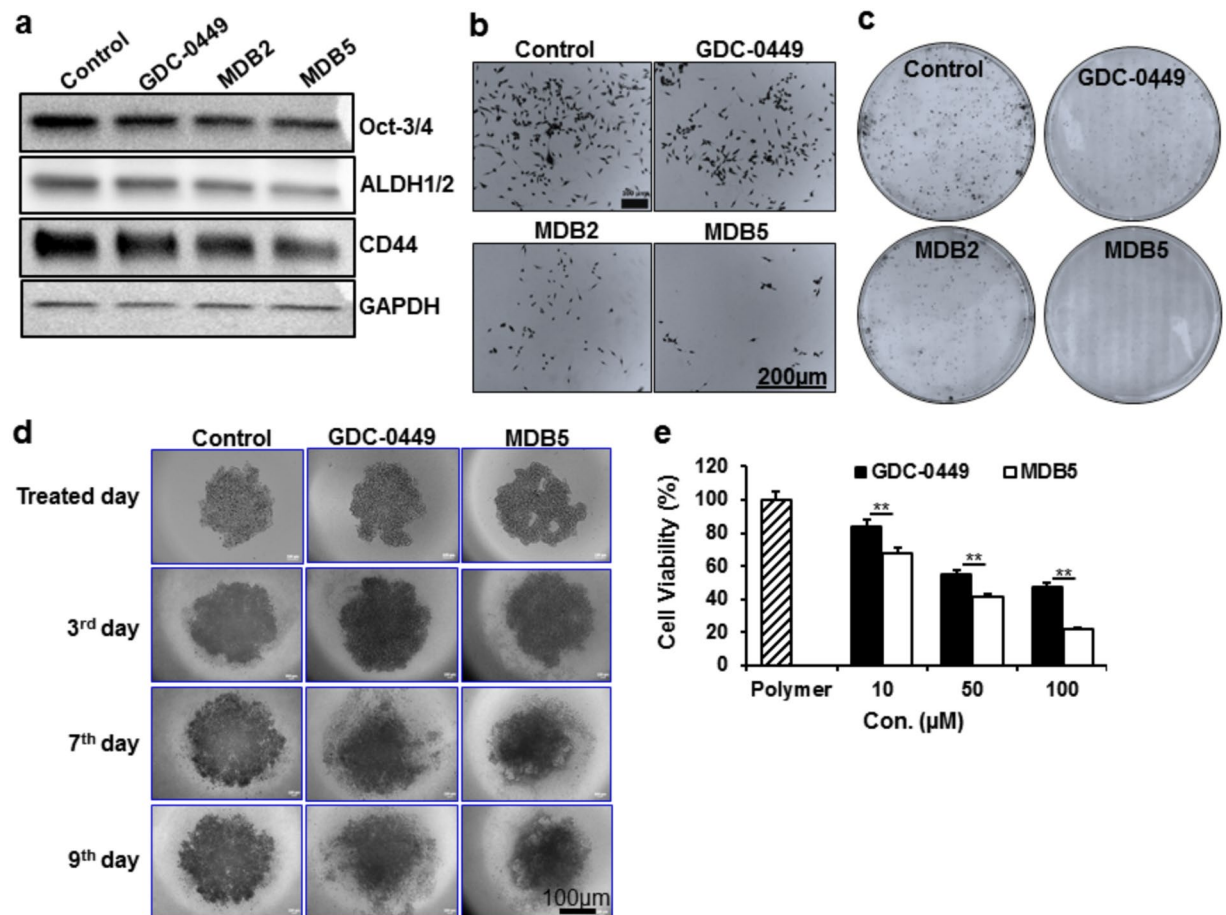 a
Control
GDC-0449
MDB2
MDB5
Oct-3/4
ALDH1/2
CD44
GAPDH
b
Control
GDC-0449
MDB2
MDB5
200μm
c
Control
GDC-0449
MDB2
MDB5
d
Control
GDC-0449
MDB5
Treated day
3rd day
7th day
9th day
100μm
e
GDC-0449
MDB5
Cell Viability (%)
120
100
80
60
40
20
0
**
**
**
Polymer
10
50
100
Con. (μM)